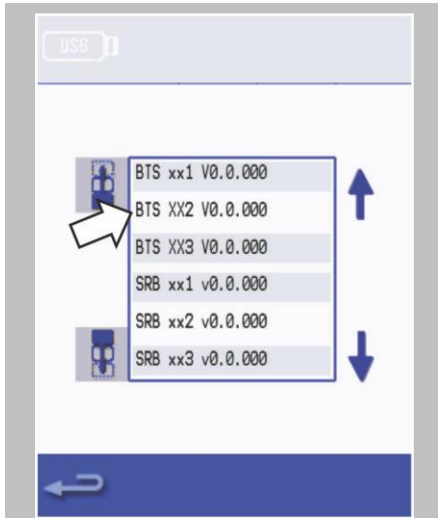 USB
BTS xx1 V0.0.000
BTS XX2 V0.0.000
BTS XX3 V0.0.000
SRB xx1 v0.0.000
SRB xx2 v0.0.000
SRB xx3 v0.0.000